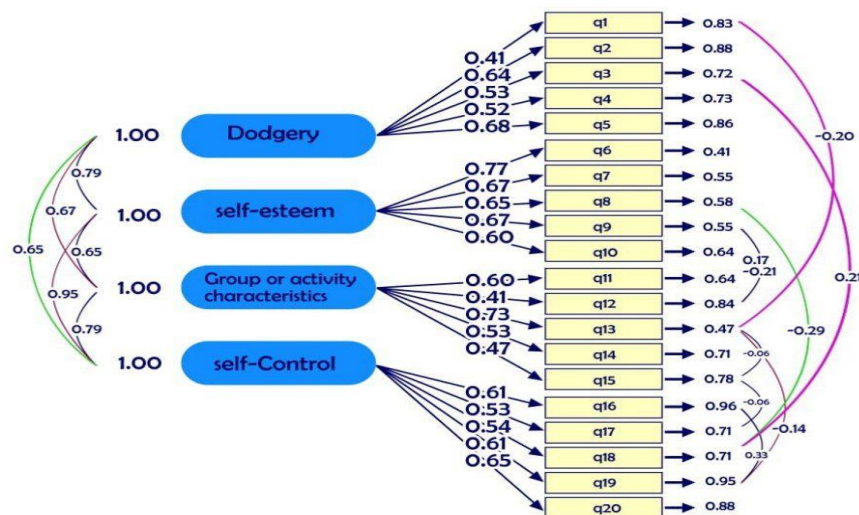 q1 0.83
0.41 q2 0.88
0.64 q3 0.72
0.53
0.52 q4 0.73
0.68 q5 0.86
1.00 Dodgery
q6 0.41
0.77 q7 0.55
0.67
0.65 q8 0.58
0.67 q9 0.55
0.60 q10 0.64
1.00 self-esteem
0.60 q11 0.64
0.41 q12 0.84
0.73 q13 0.47
0.53 q14 0.71
0.47 q15 0.78
1.00 Group or activity
characteristics
0.61 q16 0.96
0.53 q17 0.71
0.54 q18 0.71
0.61 q19 0.95
0.65 q20 0.88
1.00 self-Control
0.79
0.67
0.65
0.65
0.95
0.79
-0.20
0.17
-0.21
0.21
-0.29
-0.06
-0.06
-0.14
0.33